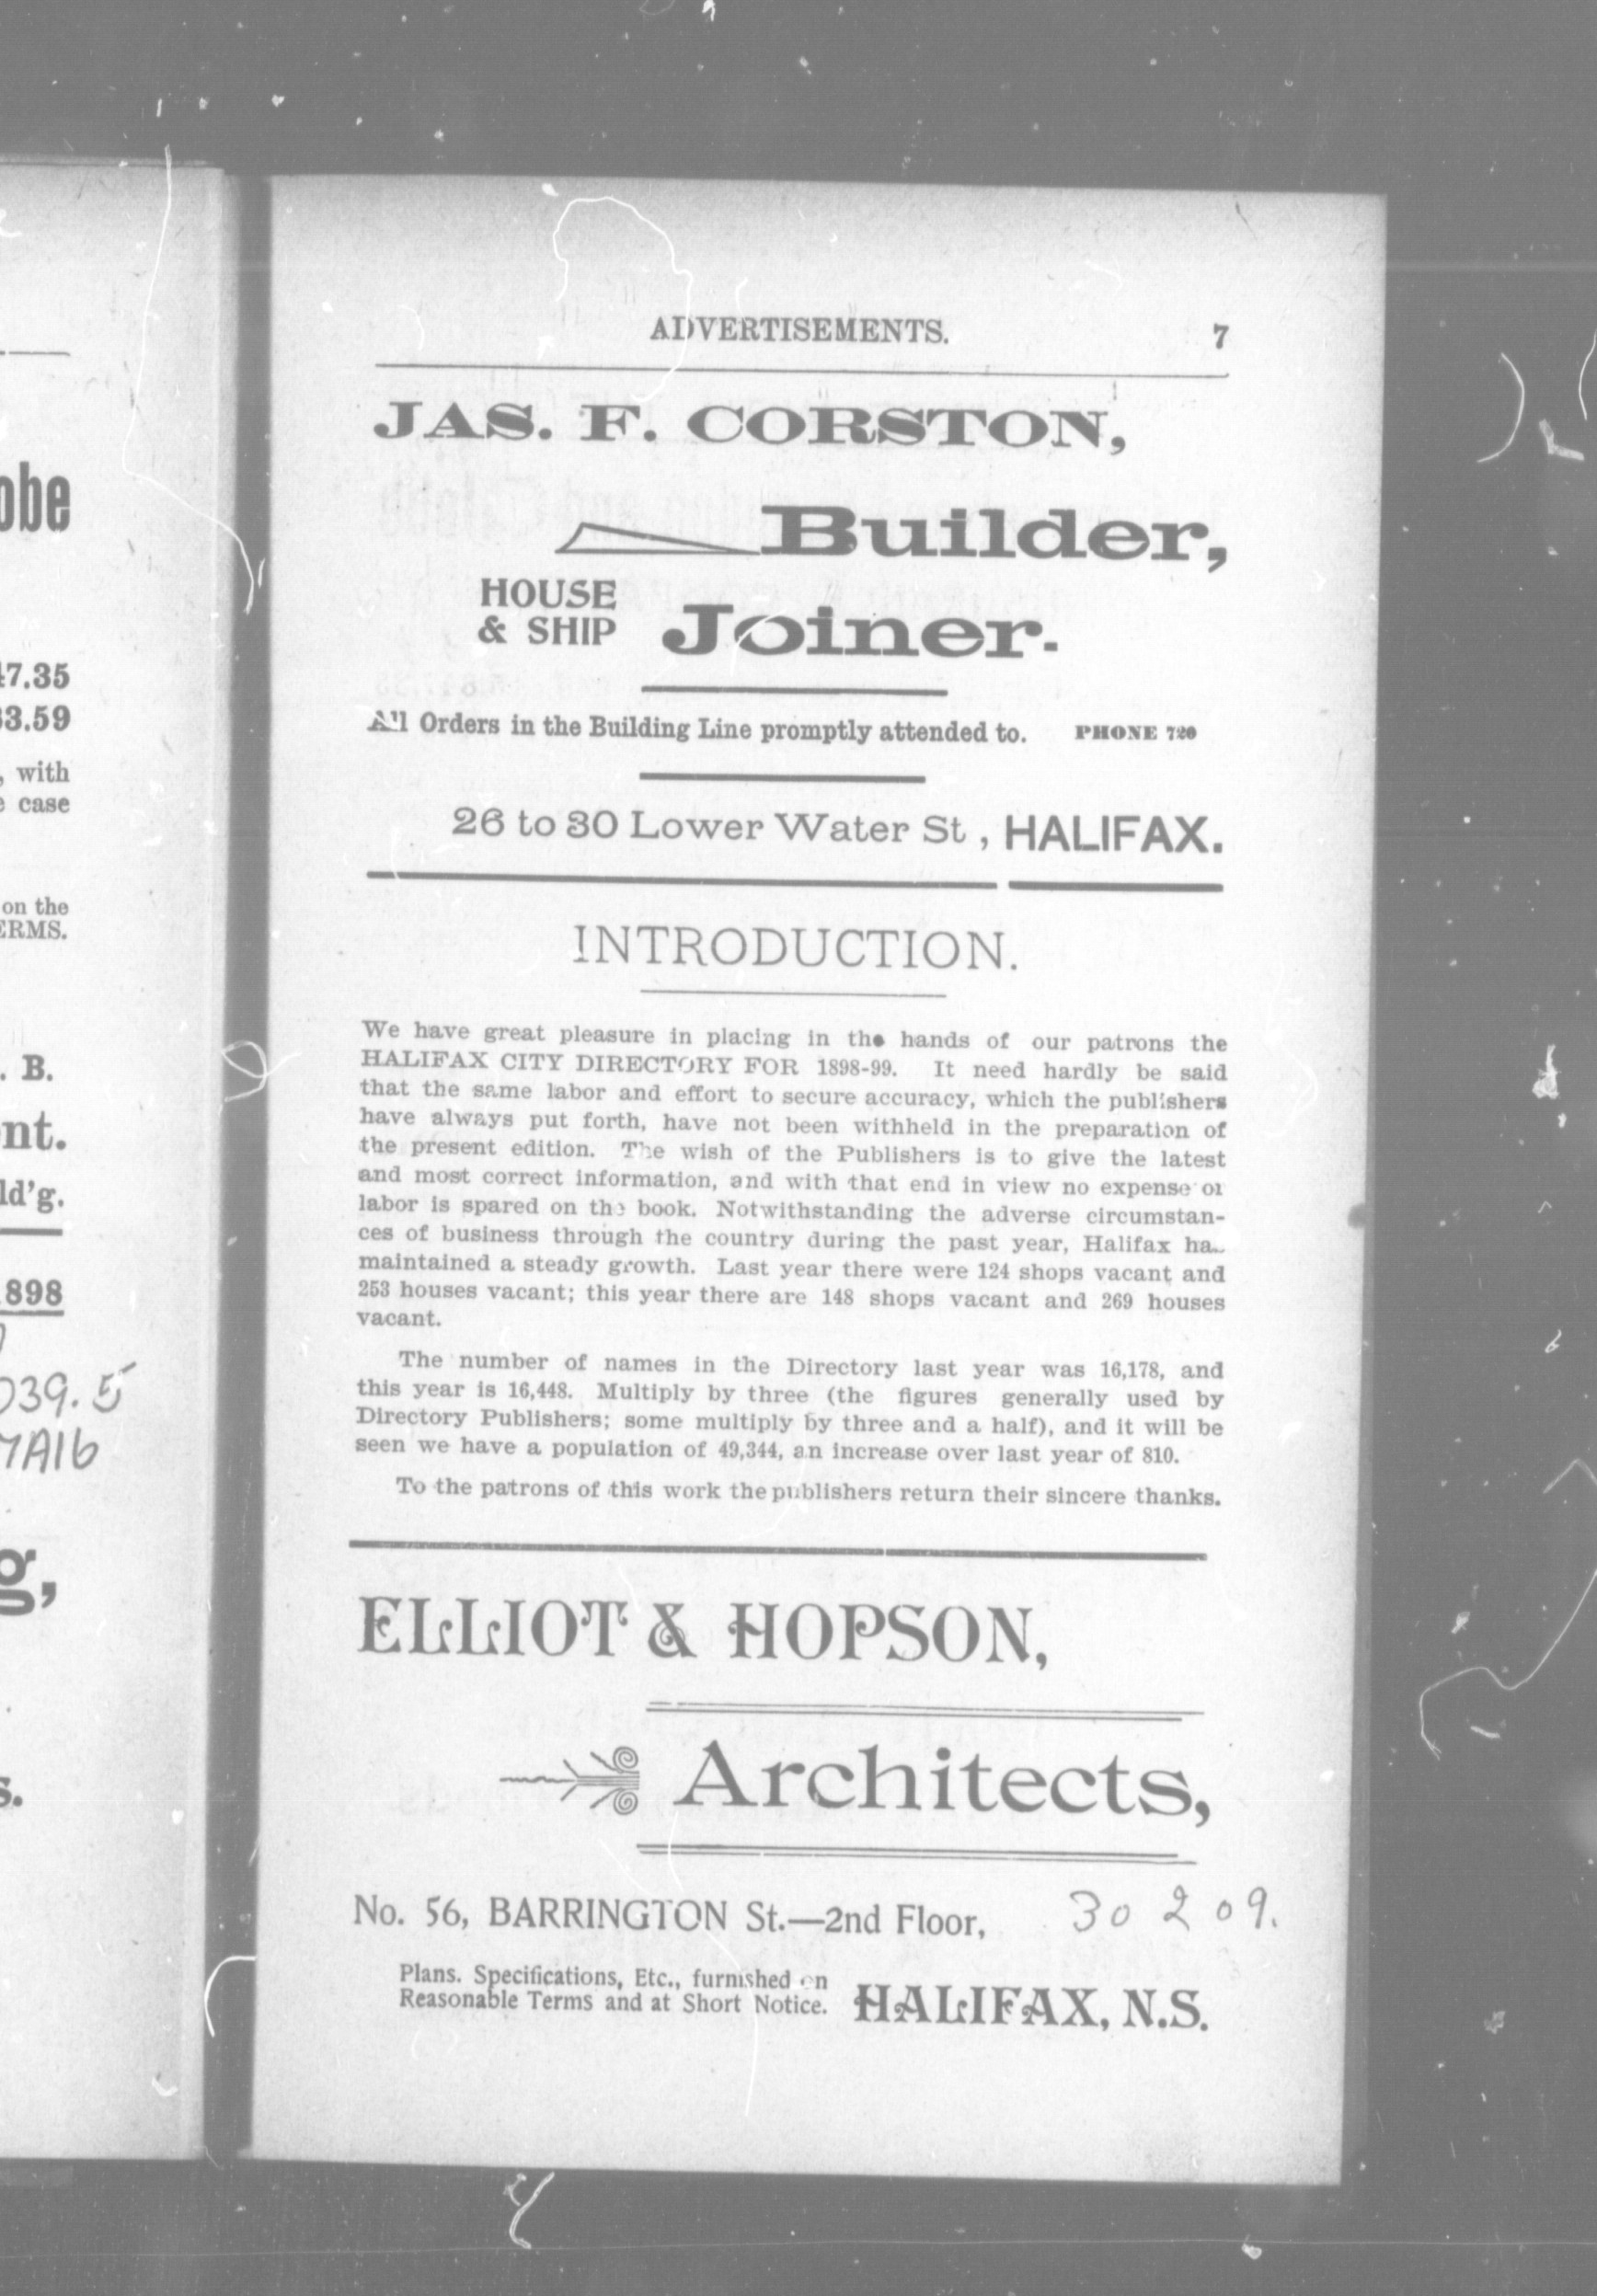 obe
47.35
63.59
, with
e case
on the
TERMS.
. B.
ent.
ld'g.
1898
039.5
MA16
g,
s.
ADVERTISEMENTS. 7
JAS. F. CORSTON,
Builder,
HOUSE
& SHIP Joiner.
All Orders in the Building Line promptly attended to. PHONE 720
26 to 30 Lower Water St , HALIFAX.
INTRODUCTION.
We have great pleasure in placing in the hands of our patrons the
HALIFAX CITY DIRECTORY FOR 1898-99. It need hardly be said
that the same labor and effort to secure accuracy, which the publishers
have always put forth, have not been withheld in the preparation of
the present edition. The wish of the Publishers is to give the latest
and most correct information, and with that end in view no expense or
labor is spared on the book. Notwithstanding the adverse circumstan-
ces of business through the country during the past year, Halifax ha
maintained a steady growth. Last year there were 124 shops vacant and
253 houses vacant; this year there are 148 shops vacant and 269 houses
vacant.
The number of names in the Directory last year was 16,178, and
this year is 16,448. Multiply by three (the figures generally used by
Directory Publishers; some multiply by three and a half), and it will be
seen we have a population of 49,344, an increase over last year of 810.
To the patrons of this work the publishers return their sincere thanks.
ELLIOT & HOPSON,
Architects,
No. 56, BARRINGTON St.—2nd Floor, 30 2 09.
Plans. Specifications, Etc., furnished on
Reasonable Terms and at Short Notice. HALIFAX, N.S.